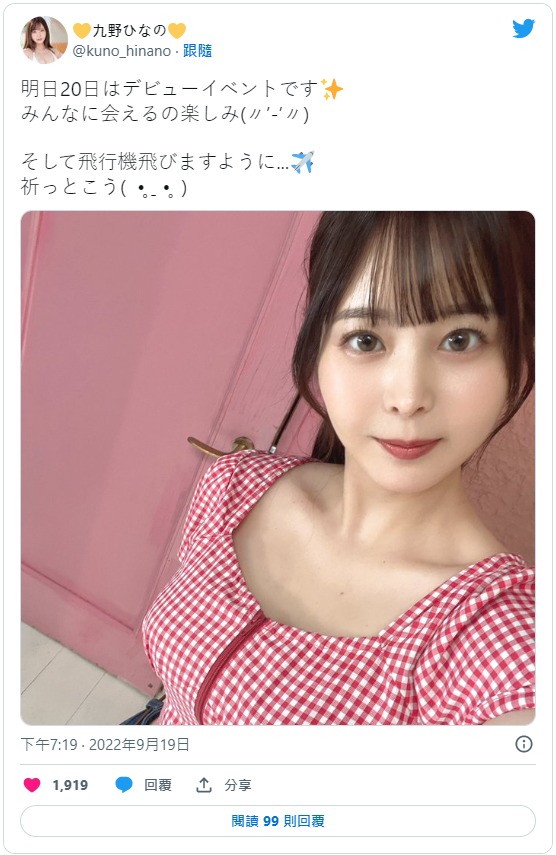 💛九野ひなの💛
@kuno_hinano · 跟隨
明日20日はデビューイベントです✨
みんなに会えるの楽しみ(〃'-'〃)
そして飛行機飛びますように...✈️
祈っとこう( •̥ˍ•̥ )
下午7:19 · 2022年9月19日
1,919 回覆 分享
閱讀 99 則回覆